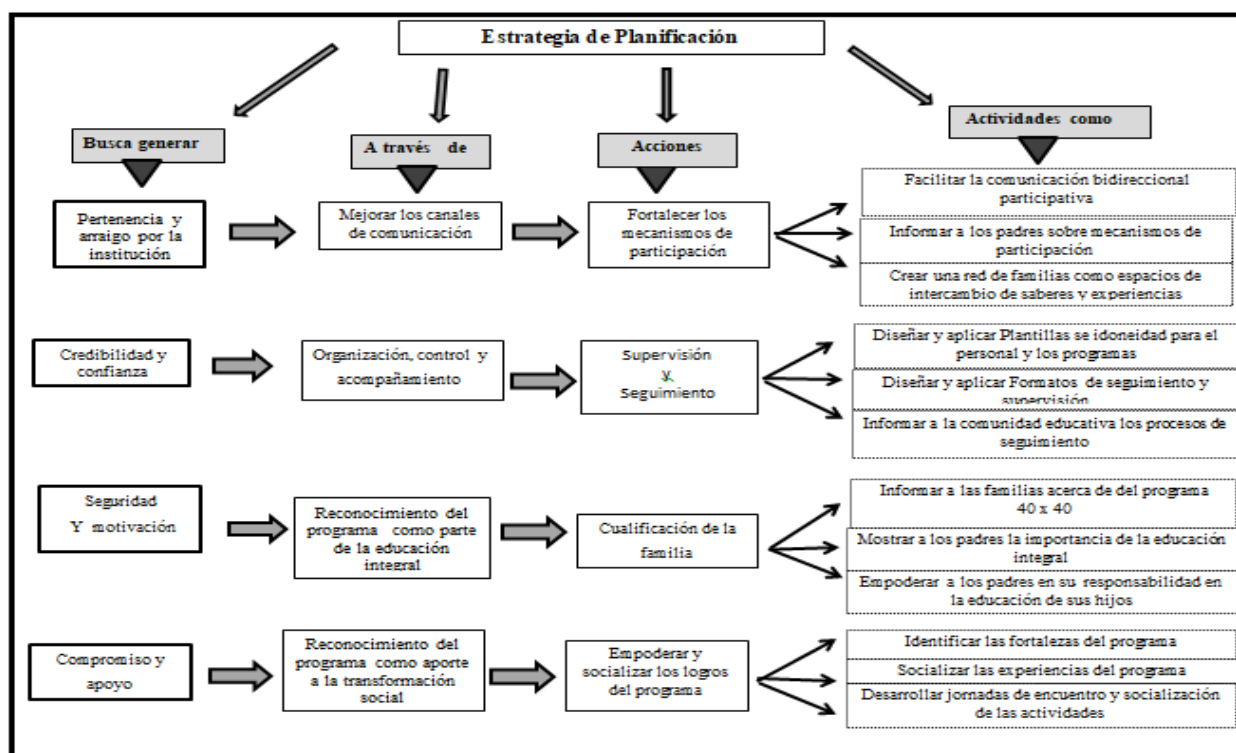 Estrategia de Planificación
Busca generar
A través de
Acciones
Actividades como
Pertenencia y
arraigo por la
institución
Mejorar los canales
de comunicación
Fortalecer los
mecanismos de
participación
Facilitar la comunicación bidireccional
participativa
Informar a los padres sobre mecanismos de
participación
Crear una red de familias como espacios de
intercambio de saberes y experiencias
Credibilidad y
confianza
Organización, control y
acompañamiento
Supervisión
y
Seguimiento
Diseñar y aplicar Plantillas se idoneidad para el
personal y los programas
Diseñar y aplicar Formatos de seguimiento y
supervisión
Informar a la comunidad educativa los procesos de
seguimiento
Seguridad
Y motivación
Reconocimiento del
programa como parte
de la educación
integral
Cualificación de la
familia
Informar a las familias acerca de del programa
40 x 40
Mostrar a los padres la importancia de la educación
integral
Empoderar a los padres en su responsabilidad en
la educación de sus hijos
Compromiso y
apoyo
Reconocimiento del
programa como aporte
a la transformación
social
Empoderar y
socializar los logros
del programa
Identificar las fortalezas del programa
Socializar las experiencias del programa
Desarrollar jornadas de encuentro y socialización
de las actividades